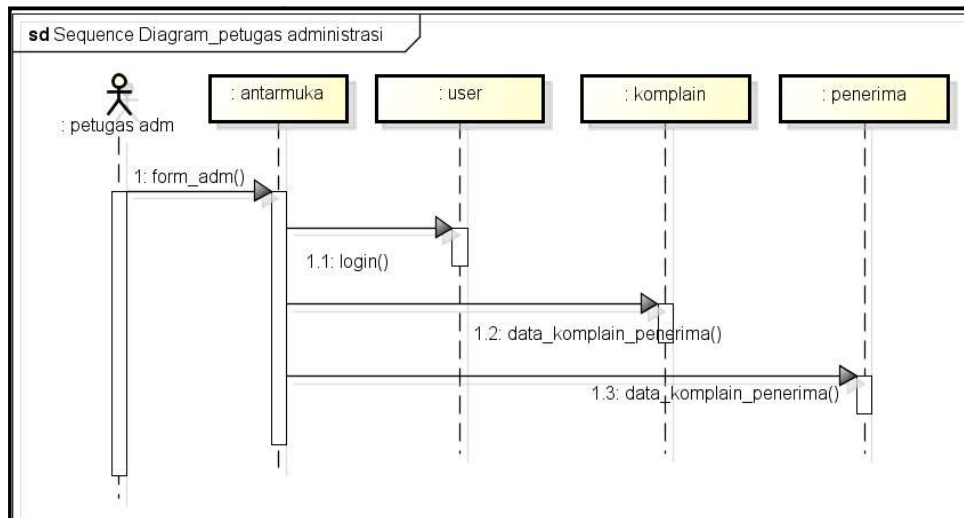 sd Sequence Diagram_petugas administrasi
: petugas adm
: antarmuka
: user
: komplain
: penerima
1: form_adm()
1.1: login()
1.2: data_komplain_penerima()
1.3: data_komplain_penerima()